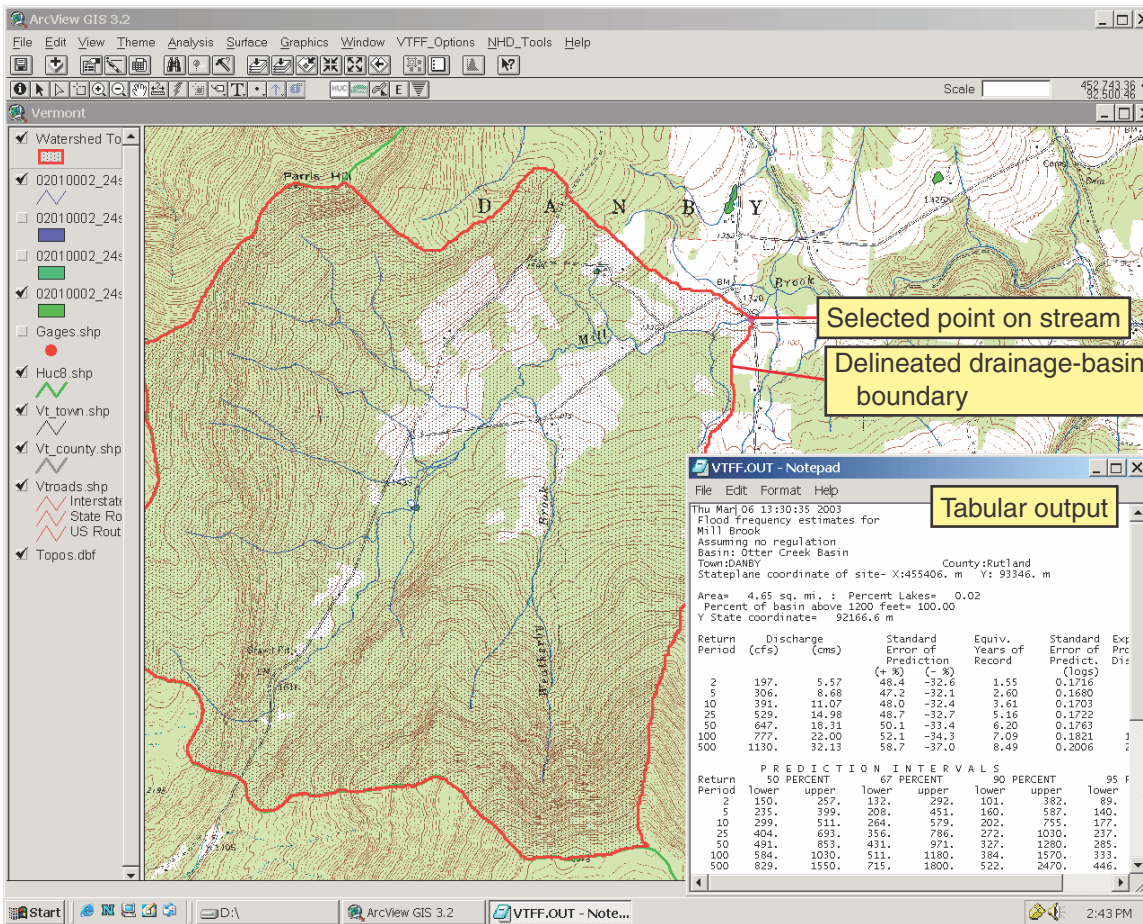 ArcView GIS 3.2
File Edit View Theme Analysis Surface Graphics Window VTFF_Options NHD_Tools Help
HUC E
Scale
452,743.36
92,500.46
Vermont
Watershed To
02010002_24s
02010002_24s
02010002_24s
02010002_24s
Gages.shp
Huc8.shp
Vt_town.shp
Vt_county.shp
Vtroads.shp
Interstate
State Ro
US Rout
Topos.dbf
Parris Hill
D A N B Y
BM
1320
Brook
Mill
Brook
Weatherby
Selected point on stream
Delineated drainage-basin
boundary
VTFF.OUT - Notepad
File Edit Format Help
Tabular output
Thu Mar 06 13:30:35 2003
Flood frequency estimates for
Mill Brook
Assuming no regulation
Basin: Otter Creek Basin
Town:DANBY County:Rutland
Stateplane coordinate of site- X:455406. m Y: 93346. m
Area= 4.65 sq. mi. : Percent Lakes= 0.02
Percent of basin above 1200 feet= 100.00
Y State coordinate= 92166.6 m
Return Discharge Standard Equiv. Standard Exp
Period (cfs) (cms) Error of Years of Error of Pro
Prediction Record Predict. Dis
(+ %) (- %) (logs)
2 197. 5.57 48.4 -32.6 1.55 0.1716
5 306. 8.68 47.2 -32.1 2.60 0.1680
10 391. 11.07 48.0 -32.4 3.61 0.1703
25 529. 14.98 48.7 -32.7 5.16 0.1722
50 647. 18.31 50.1 -33.4 6.20 0.1763
100 777. 22.00 52.1 -34.3 7.09 0.1821 1
500 1130. 32.13 58.7 -37.0 8.49 0.2006 2
P R E D I C T I O N I N T E R V A L S
Return 50 PERCENT 67 PERCENT 90 PERCENT 95 P
Period lower upper lower upper lower upper lower
2 150. 257. 132. 292. 101. 382. 89.
5 235. 399. 208. 451. 160. 587. 140.
10 299. 511. 264. 579. 202. 755. 177.
25 404. 693. 356. 786. 272. 1030. 237.
50 491. 853. 431. 971. 327. 1280. 285.
100 584. 1030. 511. 1180. 384. 1570. 333.
500 829. 1550. 715. 1800. 522. 2470. 446.
Start D:\ ArcView GIS 3.2 VTFF.OUT - Note... 2:43 PM